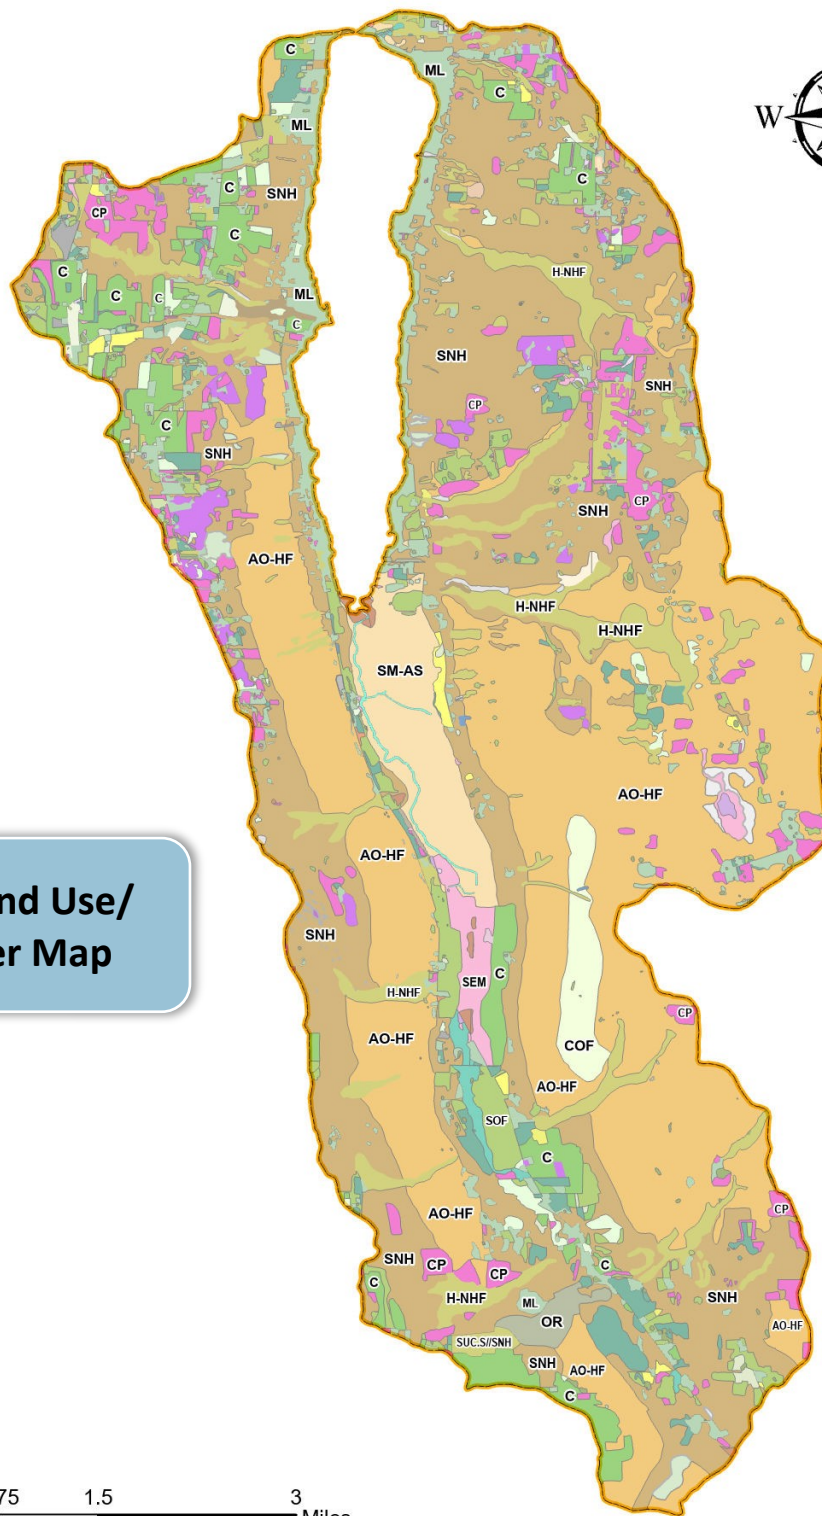 C
ML
ML
C
W
C
SNH
C
C
CP
C
C
H-NHF
C
C
C
ML
C
SNH
SNH
CP
C
SNH
CP
SNH
AO-HF
H-NHF
H-NHF
SM-AS
AO-HF
AO-HF
nd Use/
er Map
SNH
SEM
C
H-NHF
CP
AO-HF
COF
AO-HF
SOF
C
AO-HF
CP
SNH
CP
CP
C
C
H-NHF
SNH
ML
OR
AO-HF
SUC.S//SNH
SNH
AO-HF
C
75
1.5
3
Miles